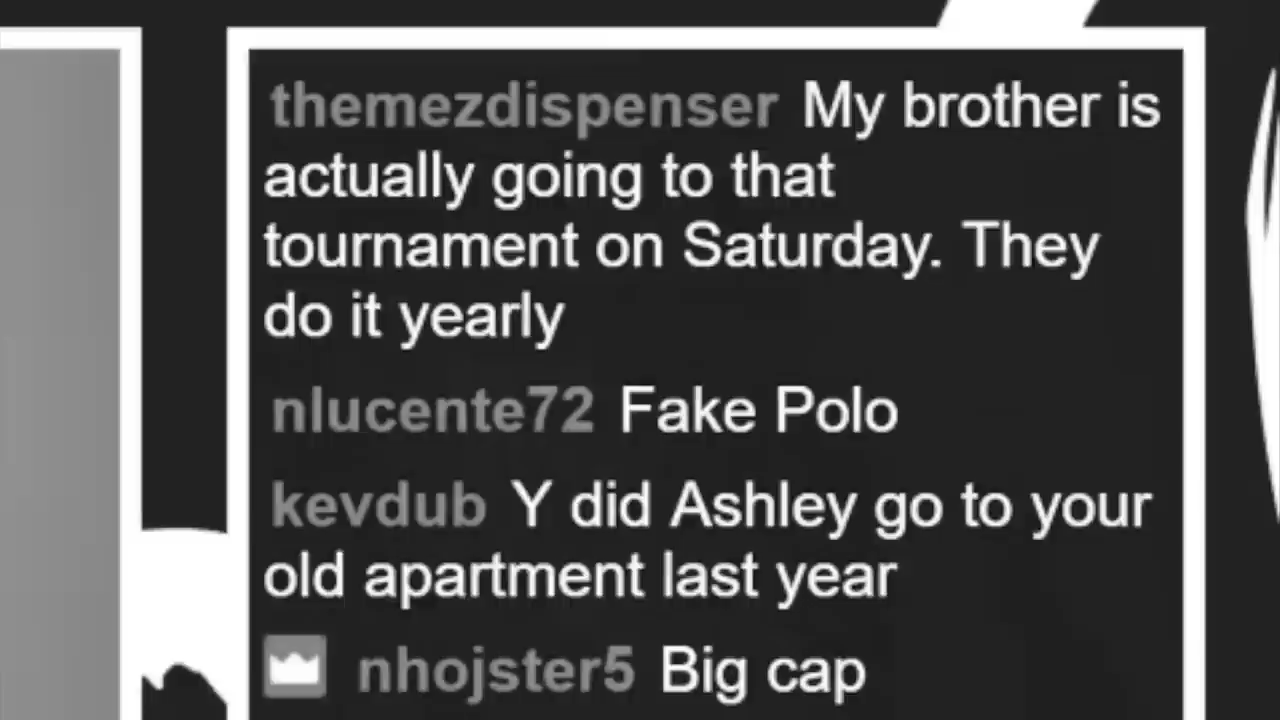 themezdispenser My brother is
actually going to that
tournament on Saturday. They
do it yearly
nlucente72 Fake Polo
kevdub Y did Ashley go to your
old apartment last year
nhojster5 Big cap